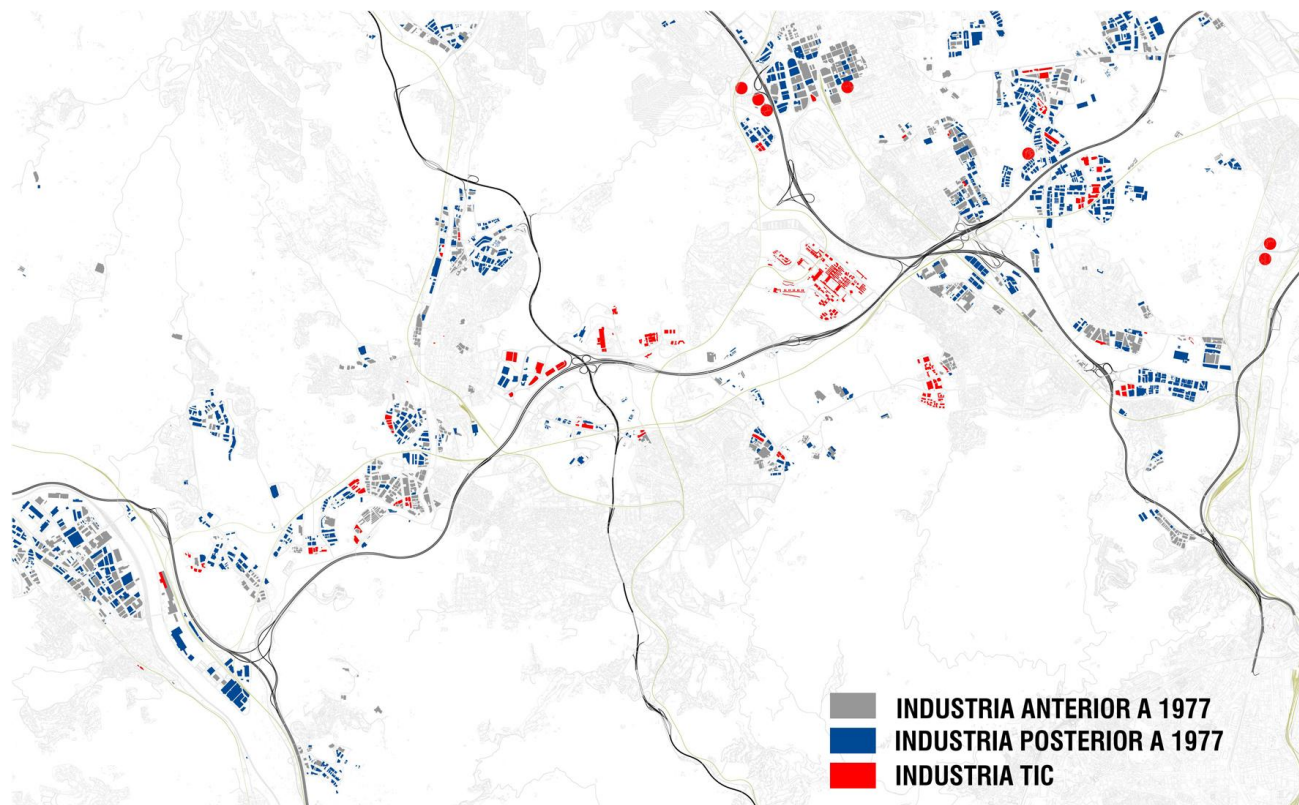 INDUSTRIA ANTERIOR A 1977
INDUSTRIA POSTERIOR A 1977
INDUSTRIA TIC